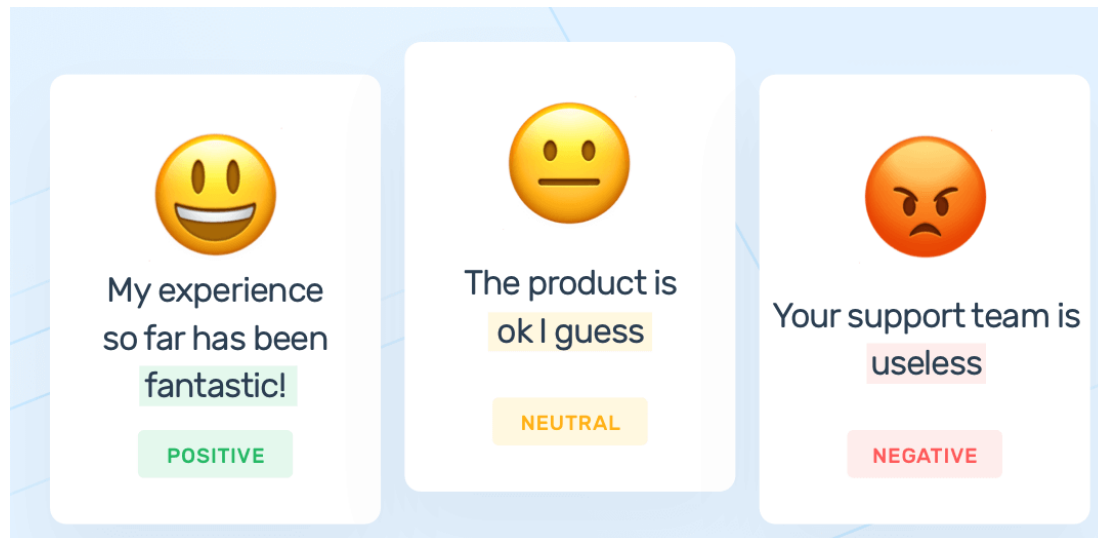 My experience
so far has been
fantastic!
POSITIVE
The product is
ok I guess
NEUTRAL
Your support team is
useless
NEGATIVE